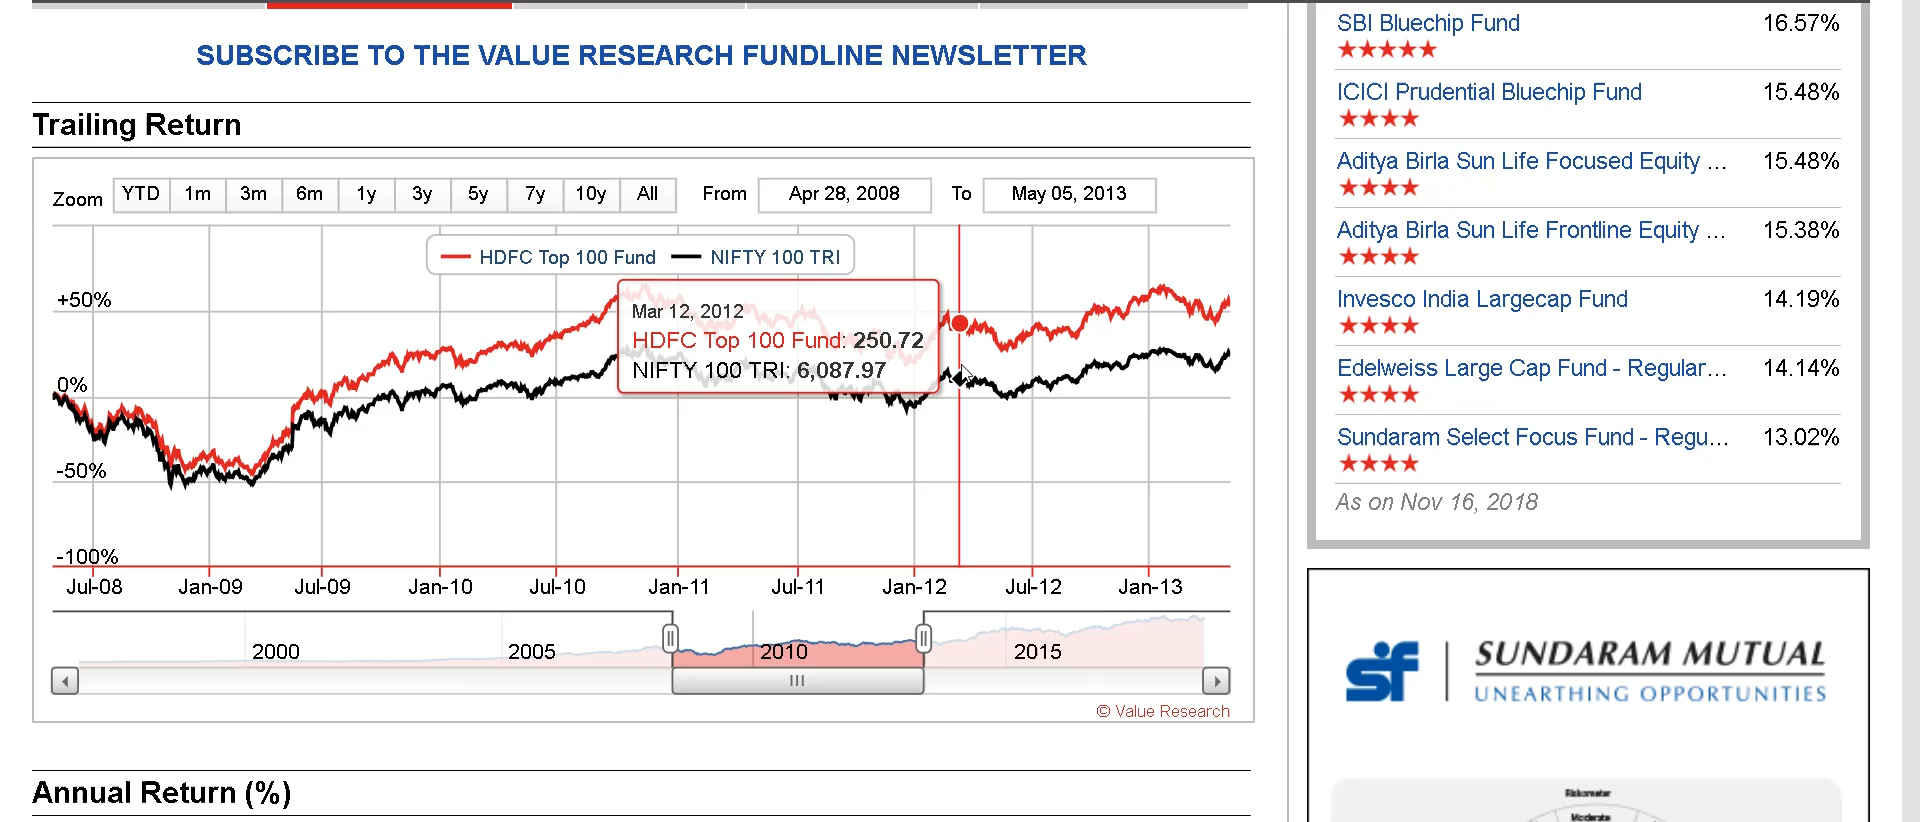 SUBSCRIBE TO THE VALUE RESEARCH FUNDLINE NEWSLETTER
Trailing Return
Zoom YTD 1m 3m 6m 1y 3y 5y 7y 10y All From Apr 28, 2008 To May 05, 2013
HDFC Top 100 Fund NIFTY 100 TRI
+50%
0%
-50%
-100%
Mar 12, 2012
HDFC Top 100 Fund: 250.72
NIFTY 100 TRI: 6,087.97
Jul-08 Jan-09 Jul-09 Jan-10 Jul-10 Jan-11 Jul-11 Jan-12 Jul-12 Jan-13
2000 2005 2010 2015
© Value Research
Annual Return (%)
SBI Bluechip Fund 16.57%
ICICI Prudential Bluechip Fund 15.48%
Aditya Birla Sun Life Focused Equity ... 15.48%
Aditya Birla Sun Life Frontline Equity ... 15.38%
Invesco India Largecap Fund 14.19%
Edelweiss Large Cap Fund - Regular... 14.14%
Sundaram Select Focus Fund - Regu... 13.02%
As on Nov 16, 2018
sf
SUNDARAM MUTUAL
UNEARTHING OPPORTUNITIES
Riskometer
Moderate